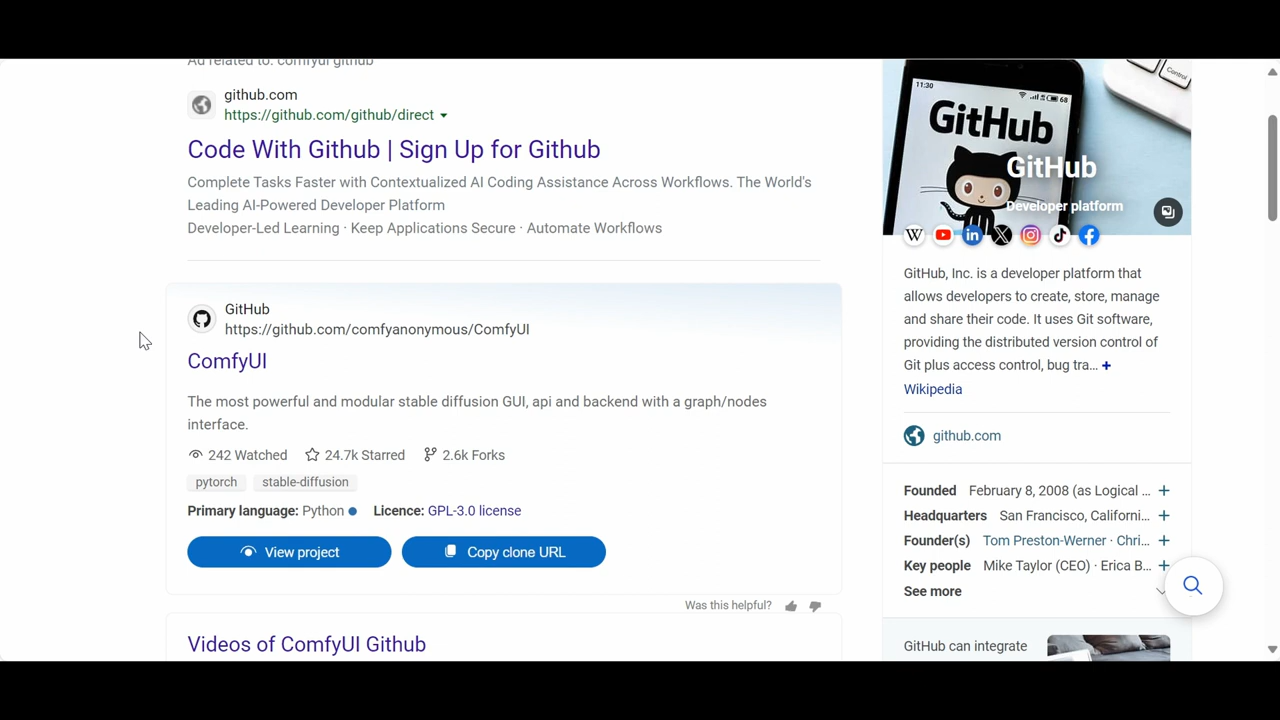 Ad related to: comfyui github
github.com
https://github.com/github/direct
Code With Github | Sign Up for Github
Complete Tasks Faster with Contextualized AI Coding Assistance Across Workflows. The World's
Leading AI-Powered Developer Platform
Developer-Led Learning · Keep Applications Secure · Automate Workflows
GitHub
https://github.com/comfyanonymous/ComfyUI
ComfyUI
The most powerful and modular stable diffusion GUI, api and backend with a graph/nodes
interface.
242 Watched 24.7k Starred 2.6k Forks
pytorch stable-diffusion
Primary language: Python Licence: GPL-3.0 license
View project Copy clone URL
Was this helpful?
Videos of ComfyUI Github
Control
11:30
68
GitHub
GitHub
Developer platform
W
GitHub, Inc. is a developer platform that
allows developers to create, store, manage
and share their code. It uses Git software,
providing the distributed version control of
Git plus access control, bug tra... +
Wikipedia
github.com
Founded February 8, 2008 (as Logical ... +
Headquarters San Francisco, Californi... +
Founder(s) Tom Preston-Werner · Chri... +
Key people Mike Taylor (CEO) · Erica B... +
See more
GitHub can integrate